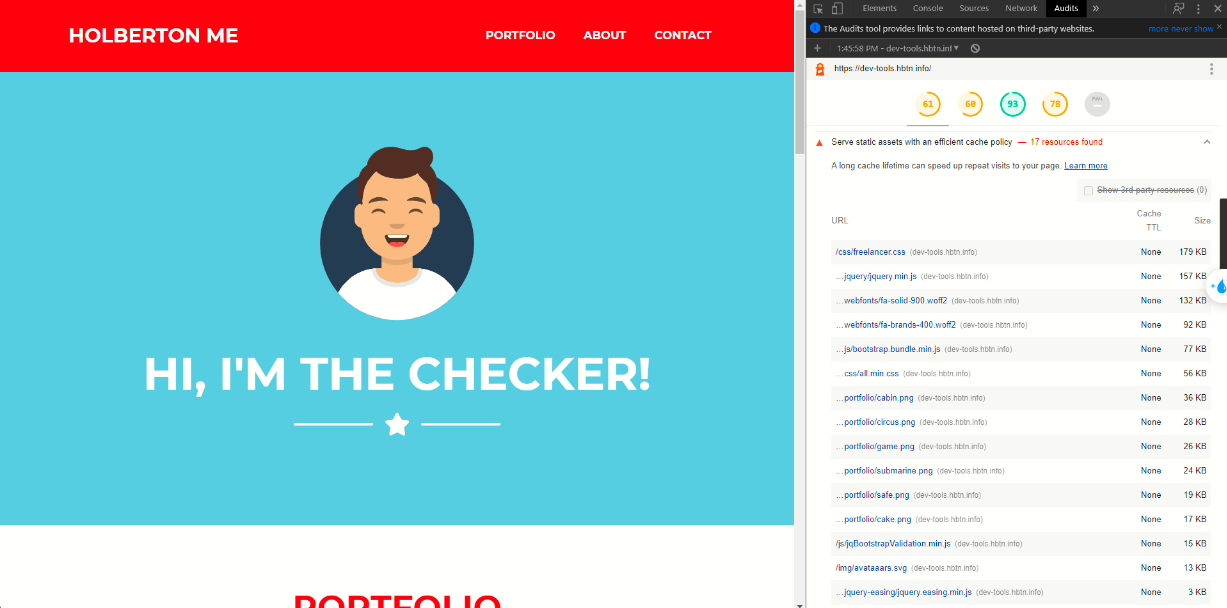 HOLBERTON ME
PORTFOLIO ABOUT CONTACT
HI, I'M THE CHECKER!
PORTFOLIO
Elements Console Sources Network Audits »
The Audits tool provides links to content hosted on third-party websites. more never show
1:45:58 PM - dev-tools.hbtn.inf
https://dev-tools.hbtn.info/
61 60 93 78 PWA
Serve static assets with an efficient cache policy — 17 resources found
A long cache lifetime can speed up repeat visits to your page. Learn more.
Show 3rd-party resources (0)
URL Cache TTL Size
/css/freelancer.css (dev-tools.hbtn.info) None 179 KB
…jquery/jquery.min.js (dev-tools.hbtn.info) None 157 KB
…webfonts/fa-solid-900.woff2 (dev-tools.hbtn.info) None 132 KB
…webfonts/fa-brands-400.woff2 (dev-tools.hbtn.info) None 92 KB
…js/bootstrap.bundle.min.js (dev-tools.hbtn.info) None 77 KB
…css/all.min.css (dev-tools.hbtn.info) None 56 KB
…portfolio/cabin.png (dev-tools.hbtn.info) None 36 KB
…portfolio/circus.png (dev-tools.hbtn.info) None 28 KB
…portfolio/game.png (dev-tools.hbtn.info) None 26 KB
…portfolio/submarine.png (dev-tools.hbtn.info) None 24 KB
…portfolio/safe.png (dev-tools.hbtn.info) None 19 KB
…portfolio/cake.png (dev-tools.hbtn.info) None 17 KB
/js/jqBootstrapValidation.min.js (dev-tools.hbtn.info) None 15 KB
/img/avataaars.svg (dev-tools.hbtn.info) None 13 KB
…jquery-easing/jquery.easing.min.js (dev-tools.hbtn.info) None 3 KB